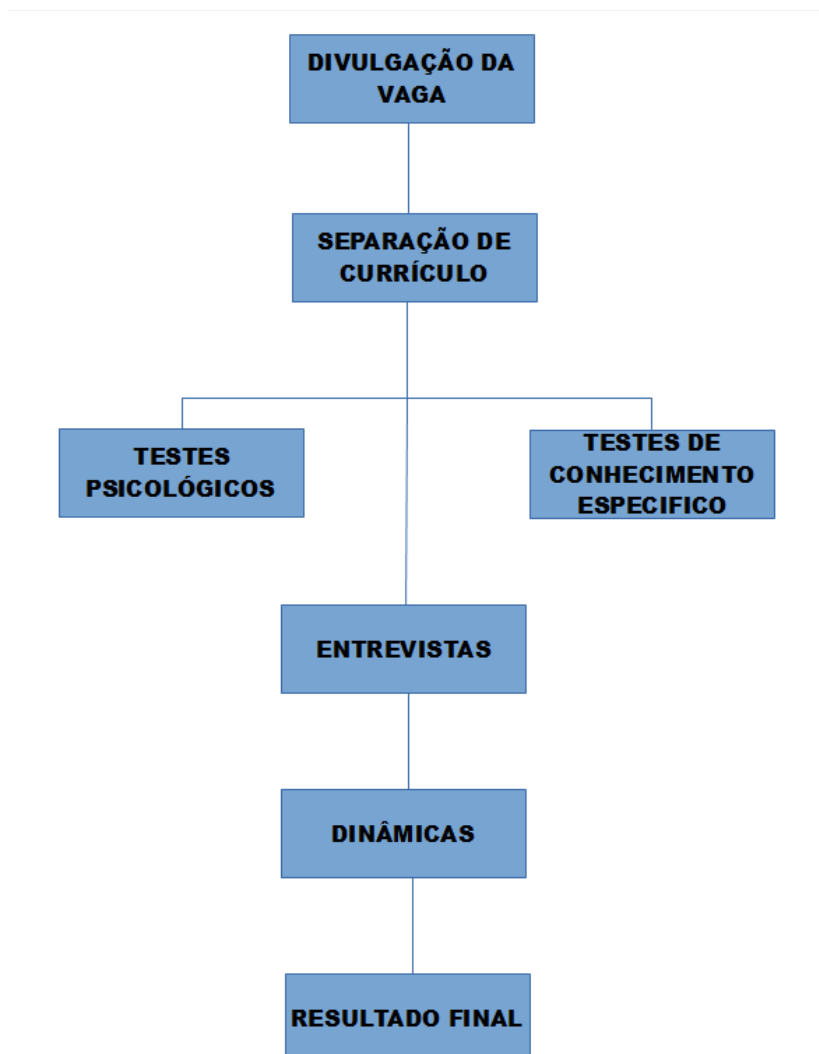 DIVULGAÇÃO DA
VAGA
SEPARAÇÃO DE
CURRÍCULO
TESTES
PSICOLÓGICOS
TESTES DE
CONHECIMENTO
ESPECIFICO
ENTREVISTAS
DINÂMICAS
RESULTADO FINAL